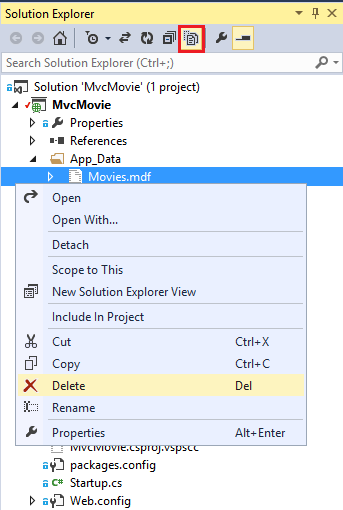 Solution Explorer
Search Solution Explorer (Ctrl+;)
Solution 'MvcMovie' (1 project)
MvcMovie
Properties
References
App_Data
Movies.mdf
Open
Open With...
Detach
Scope to This
New Solution Explorer View
Include In Project
Cut Ctrl+X
Copy Ctrl+C
Delete Del
Rename
Properties Alt+Enter
MvcMovie.csproj.vspscc
packages.config
Startup.cs
Web.config